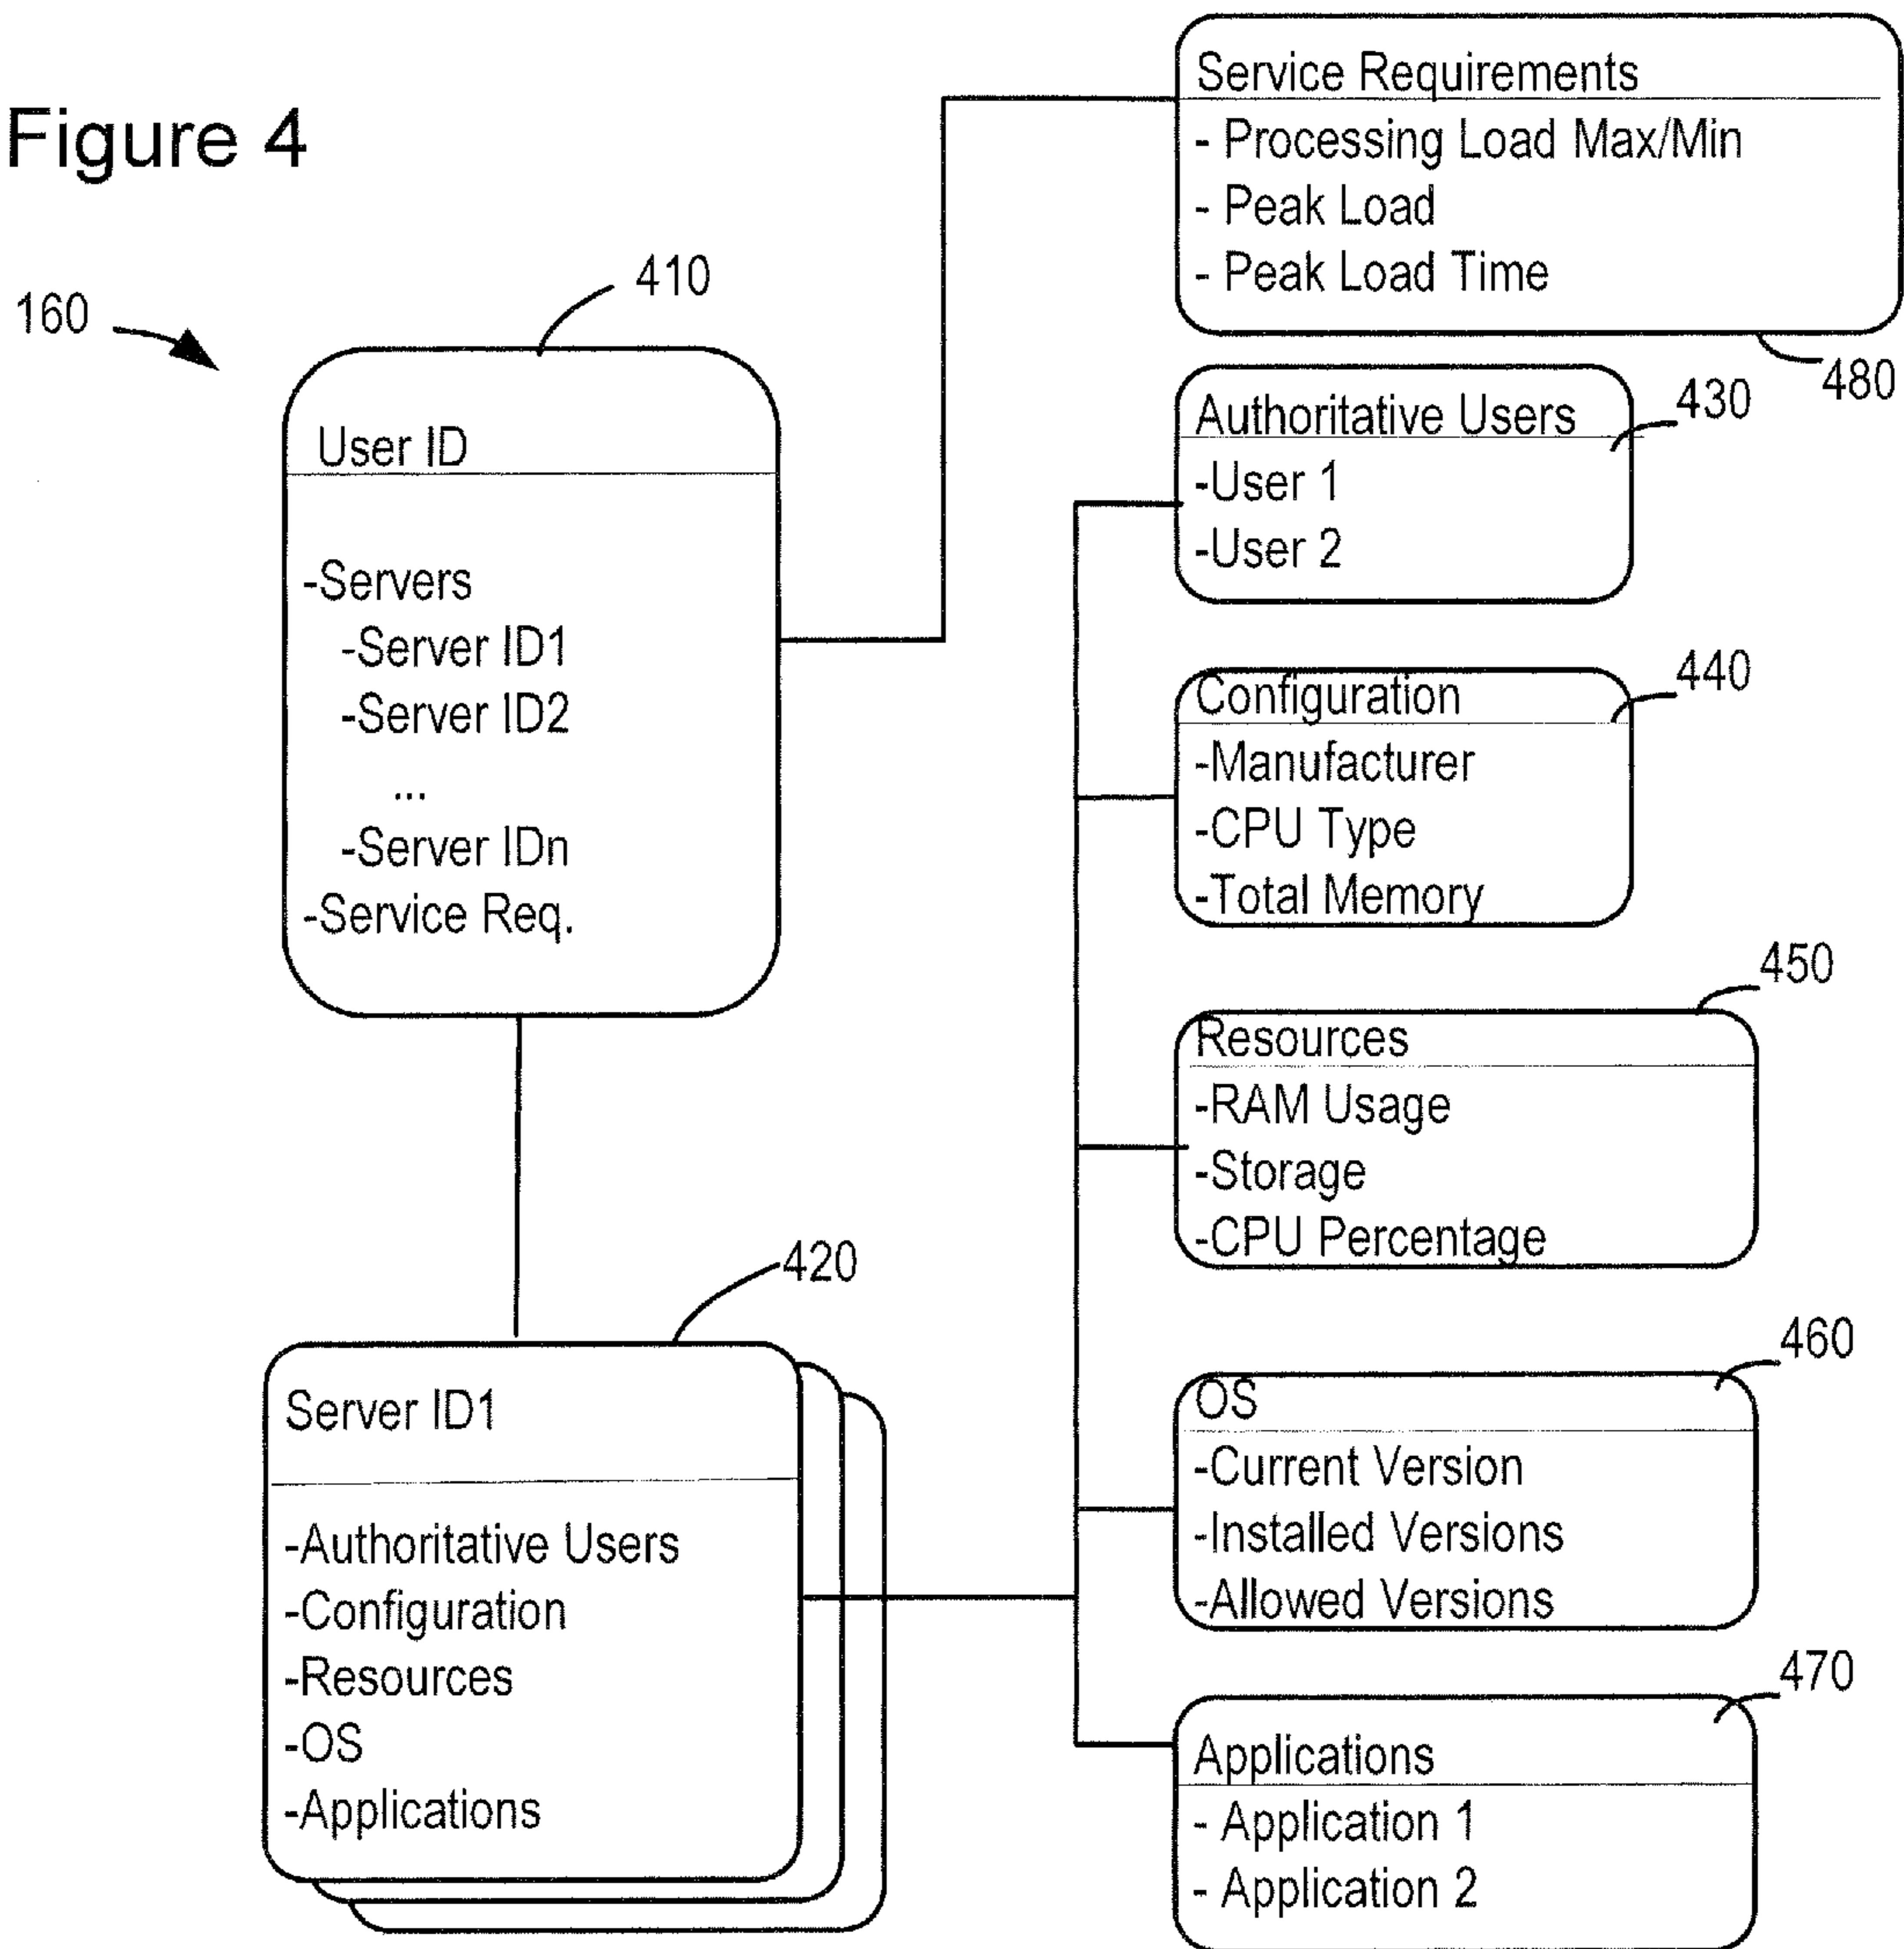 Figure 4
160
410
User ID
-Servers
-Server ID1
-Server ID2
...
-Server IDn
-Service Req.
420
Server ID1
-Authoritative Users
-Configuration
-Resources
-OS
-Applications
Service Requirements
- Processing Load Max/Min
- Peak Load
- Peak Load Time
480
430
Authoritative Users
-User 1
-User 2
440
Configuration
-Manufacturer
-CPU Type
-Total Memory
450
Resources
-RAM Usage
-Storage
-CPU Percentage
460
OS
-Current Version
-Installed Versions
-Allowed Versions
470
Applications
- Application 1
- Application 2